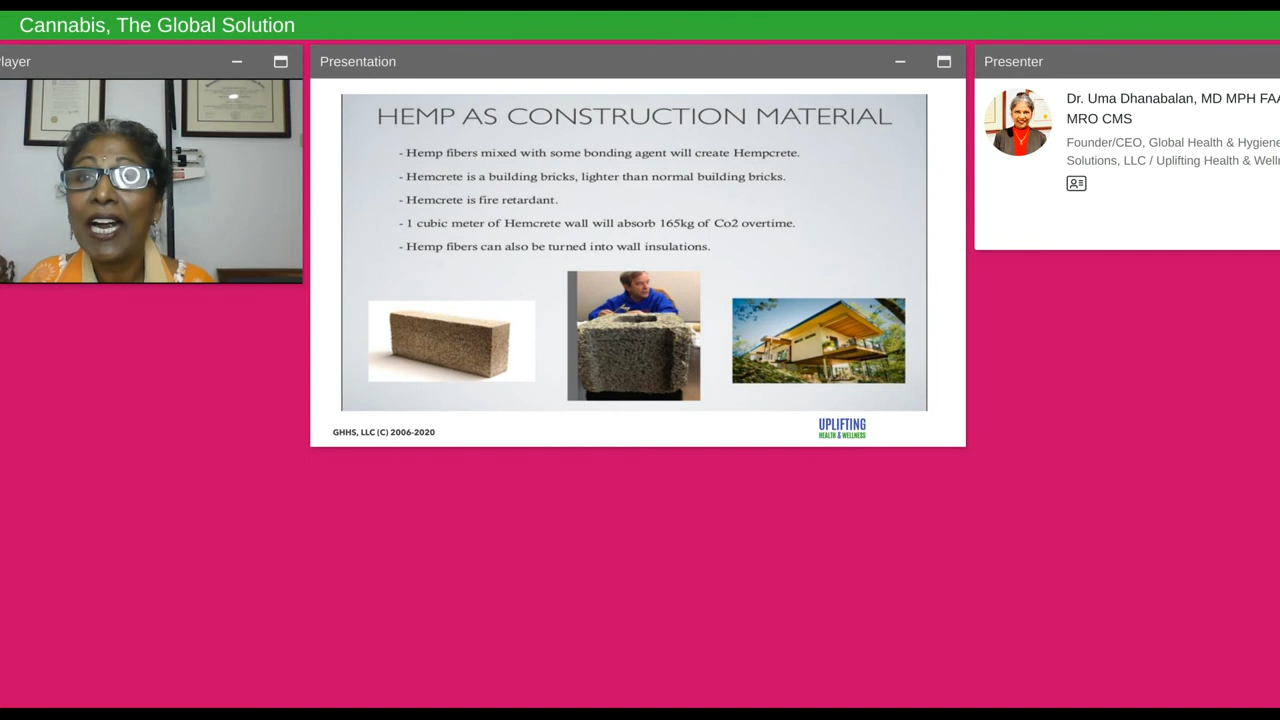 Cannabis, The Global Solution
layer
Presentation
Presenter
HEMP AS CONSTRUCTION MATERIAL
- Hemp fibers mixed with some bonding agent will create Hempcrete.
- Hemcrete is a building bricks, lighter than normal building bricks.
- Hemcrete is fire retardant.
- 1 cubic meter of Hemcrete wall will absorb 165kg of Co2 overtime.
- Hemp fibers can also be turned into wall insulations.
GHHS, LLC (C) 2006-2020
UPLIFTING
HEALTH & WELLNESS
Dr. Uma Dhanabalan, MD MPH FAA
MRO CMS
Founder/CEO, Global Health & Hygiene
Solutions, LLC / Uplifting Health & Welln